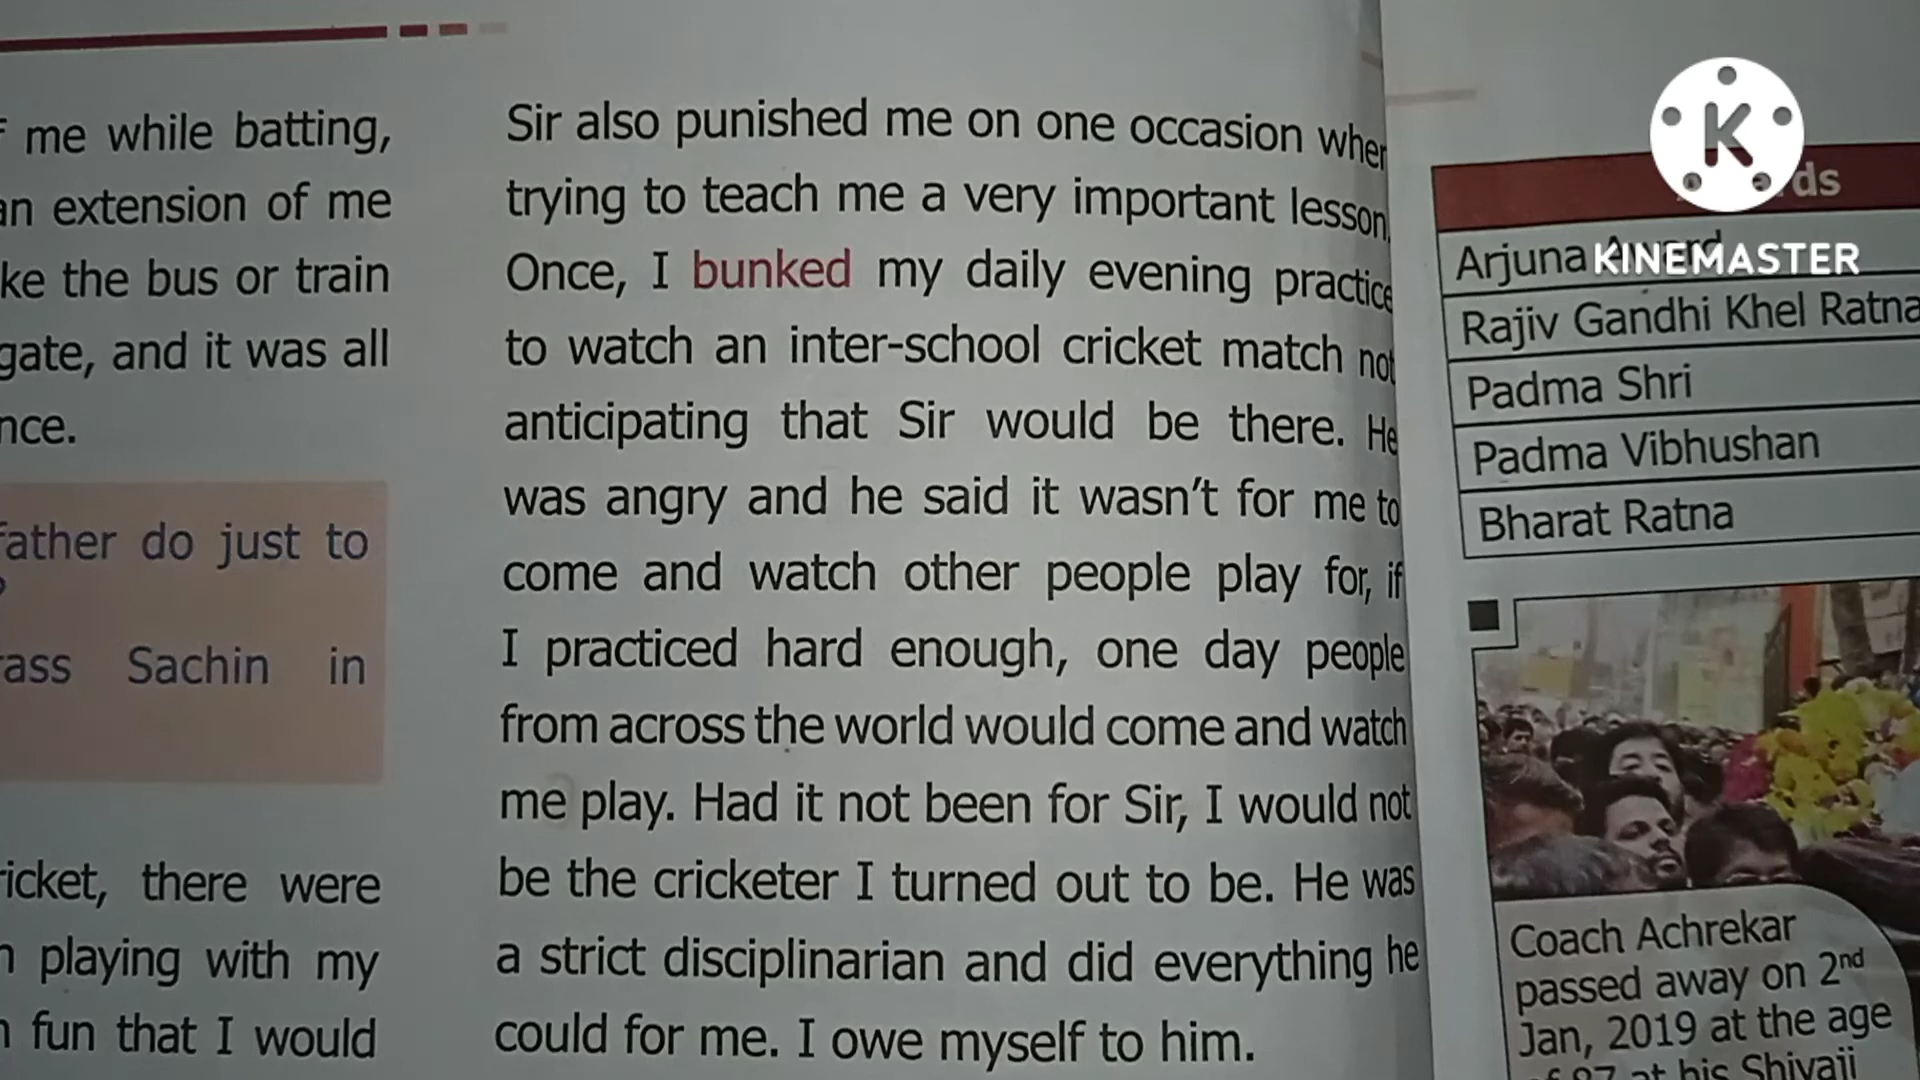 me while batting,
an extension of me
ke the bus or train
gate, and it was all
nce.
father do just to
?
rass Sachin in
ricket, there were
n playing with my
n fun that I would
Sir also punished me on one occasion when
trying to teach me a very important lesson.
Once, I bunked my daily evening practice
to watch an inter-school cricket match not
anticipating that Sir would be there. He
was angry and he said it wasn't for me to
come and watch other people play for, if
I practiced hard enough, one day people
from across the world would come and watch
me play. Had it not been for Sir, I would not
be the cricketer I turned out to be. He was
a strict disciplinarian and did everything he
could for me. I owe myself to him.
K
KINEMASTER
Arjuna Award
Rajiv Gandhi Khel Ratna
Padma Shri
Padma Vibhushan
Bharat Ratna
Coach Achrekar
passed away on 2nd
Jan, 2019 at the age
of 87 at his Shivaji